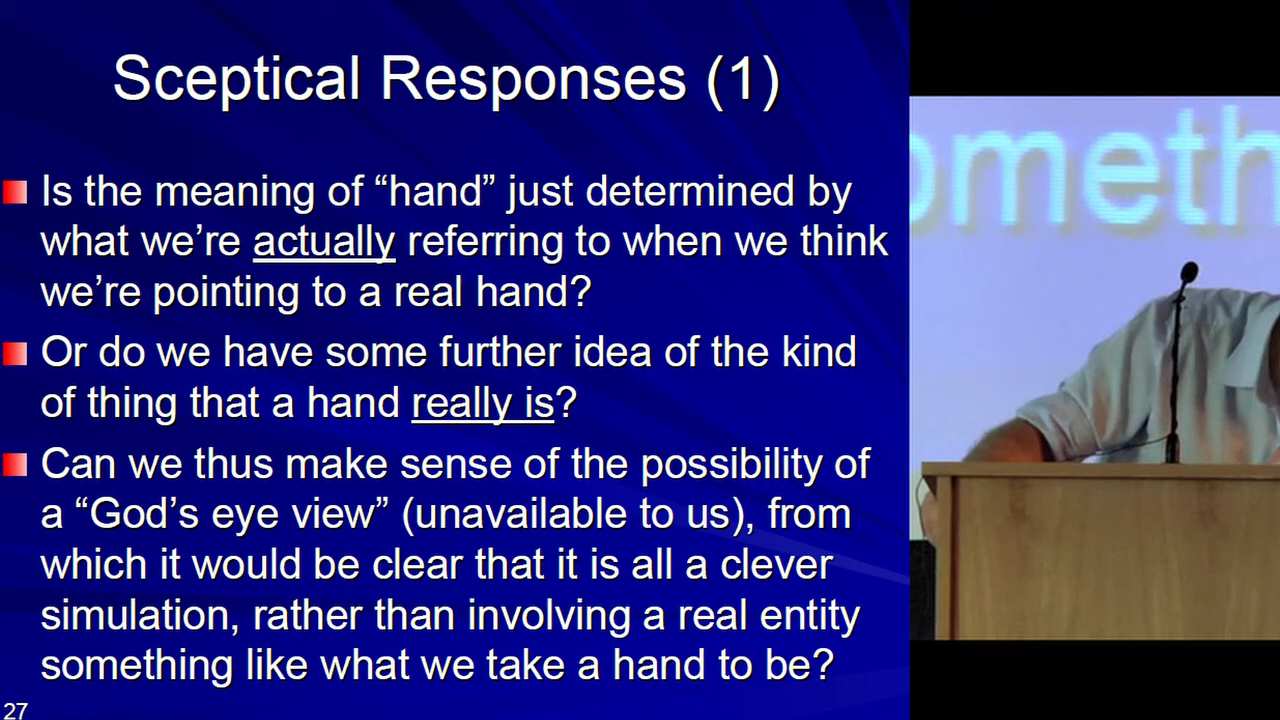 Sceptical Responses (1)
Is the meaning of “hand” just determined by
what we’re actually referring to when we think
we’re pointing to a real hand?
Or do we have some further idea of the kind
of thing that a hand really is?
Can we thus make sense of the possibility of
a “God’s eye view” (unavailable to us), from
which it would be clear that it is all a clever
simulation, rather than involving a real entity
something like what we take a hand to be?
27
ometh